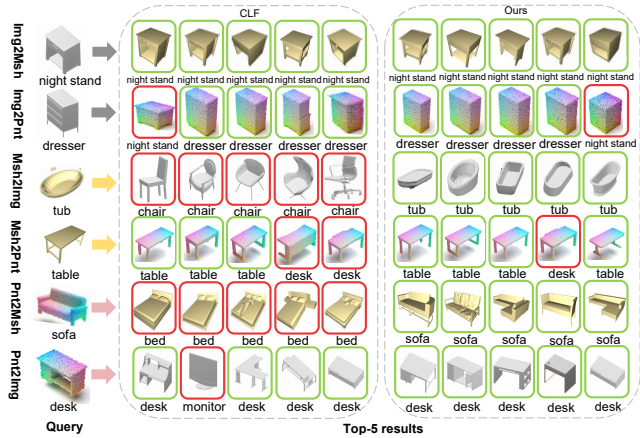 CLF
Ours
Img2Msh
night stand
night stand night stand night stand night stand night stand
night stand night stand night stand night stand night stand
Img2Pnt
dresser
night stand dresser dresser dresser dresser
dresser dresser dresser dresser night stand
Msh2Img
tub
chair chair chair chair chair
tub tub tub tub tub
Msh2Pnt
table
table table table desk desk
table table table desk table
Pnt2Msh
sofa
bed bed bed bed bed
sofa sofa sofa sofa sofa
Pnt2Img
desk
desk monitor desk desk desk
desk desk desk desk desk
Query
Top-5 results